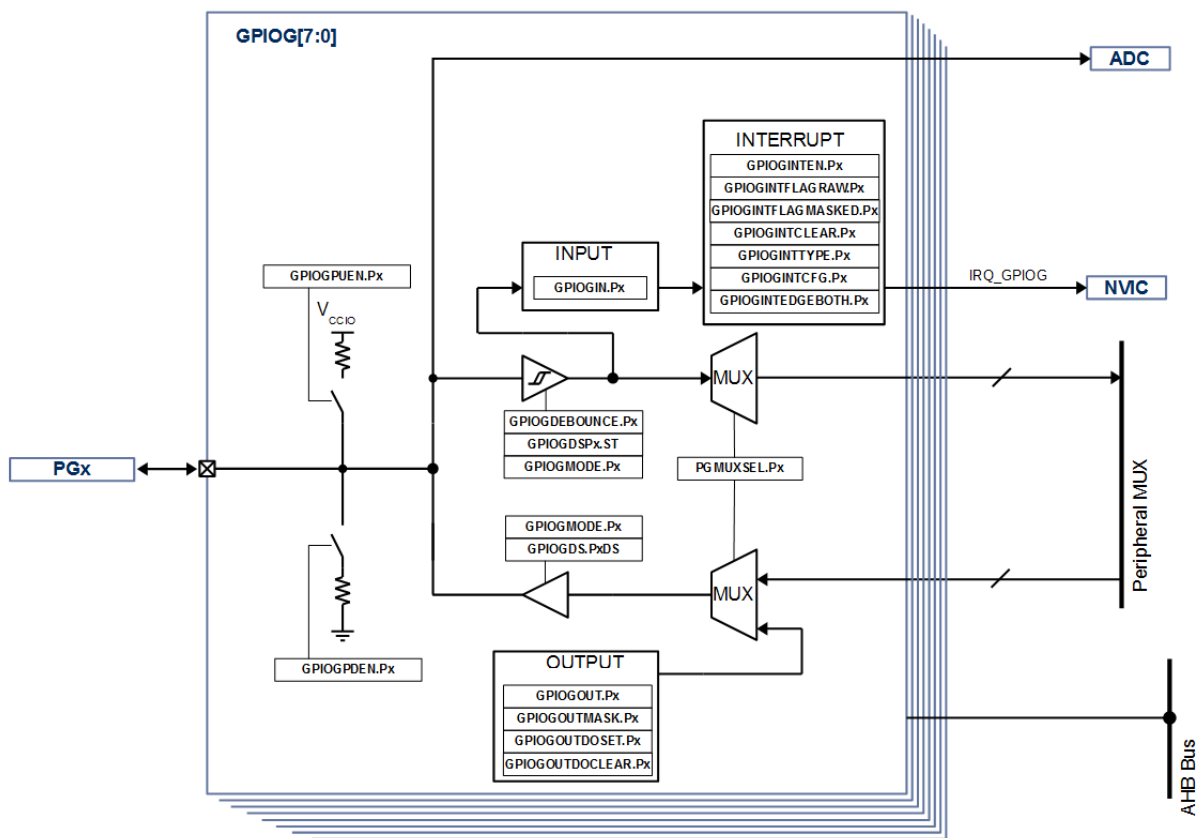 GPIOG[7:0]
ADC
INTERRUPT
GPIOGINTEN.Px
GPIOGINTFLAGRAW.Px
GPIOGINTFLAGMASKED.Px
GPIOGINTCLEAR.Px
GPIOGINTTYPE.Px
GPIOGINTCFG.Px
GPIOGINTEDGEBOTH.Px
INPUT
GPIOGIN.Px
GPIOGPUEN.Px
IRQ_GPIOG
NVIC
VCCIO
MUX
GPIOGDEBOUNCE.Px
GPIOGDSPx.ST
GPIOGMODE.Px
PGMUXSEL.Px
PGx
Peripheral MUX
GPIOGMODE.Px
GPIOGDS.PxDS
MUX
GPIOGPDEN.Px
OUTPUT
GPIOGOUT.Px
GPIOGOUTMASK.Px
GPIOGOUTDOSET.Px
GPIOGOUTDOCLEAR.Px
AHB Bus